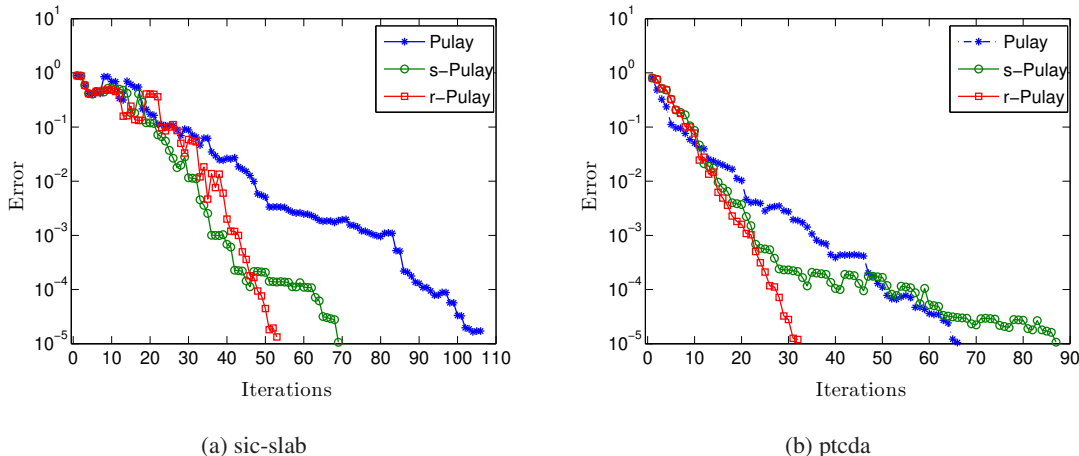 10^1
10^0
10^−1
10^−2
10^−3
10^−4
10^−5
Error
0 10 20 30 40 50 60 70 80 90 100 110
Iterations
Pulay
s−Pulay
r−Pulay
(a) sic-slab
10^1
10^0
10^−1
10^−2
10^−3
10^−4
10^−5
Error
0 10 20 30 40 50 60 70 80 90
Iterations
Pulay
s−Pulay
r−Pulay
(b) ptcda